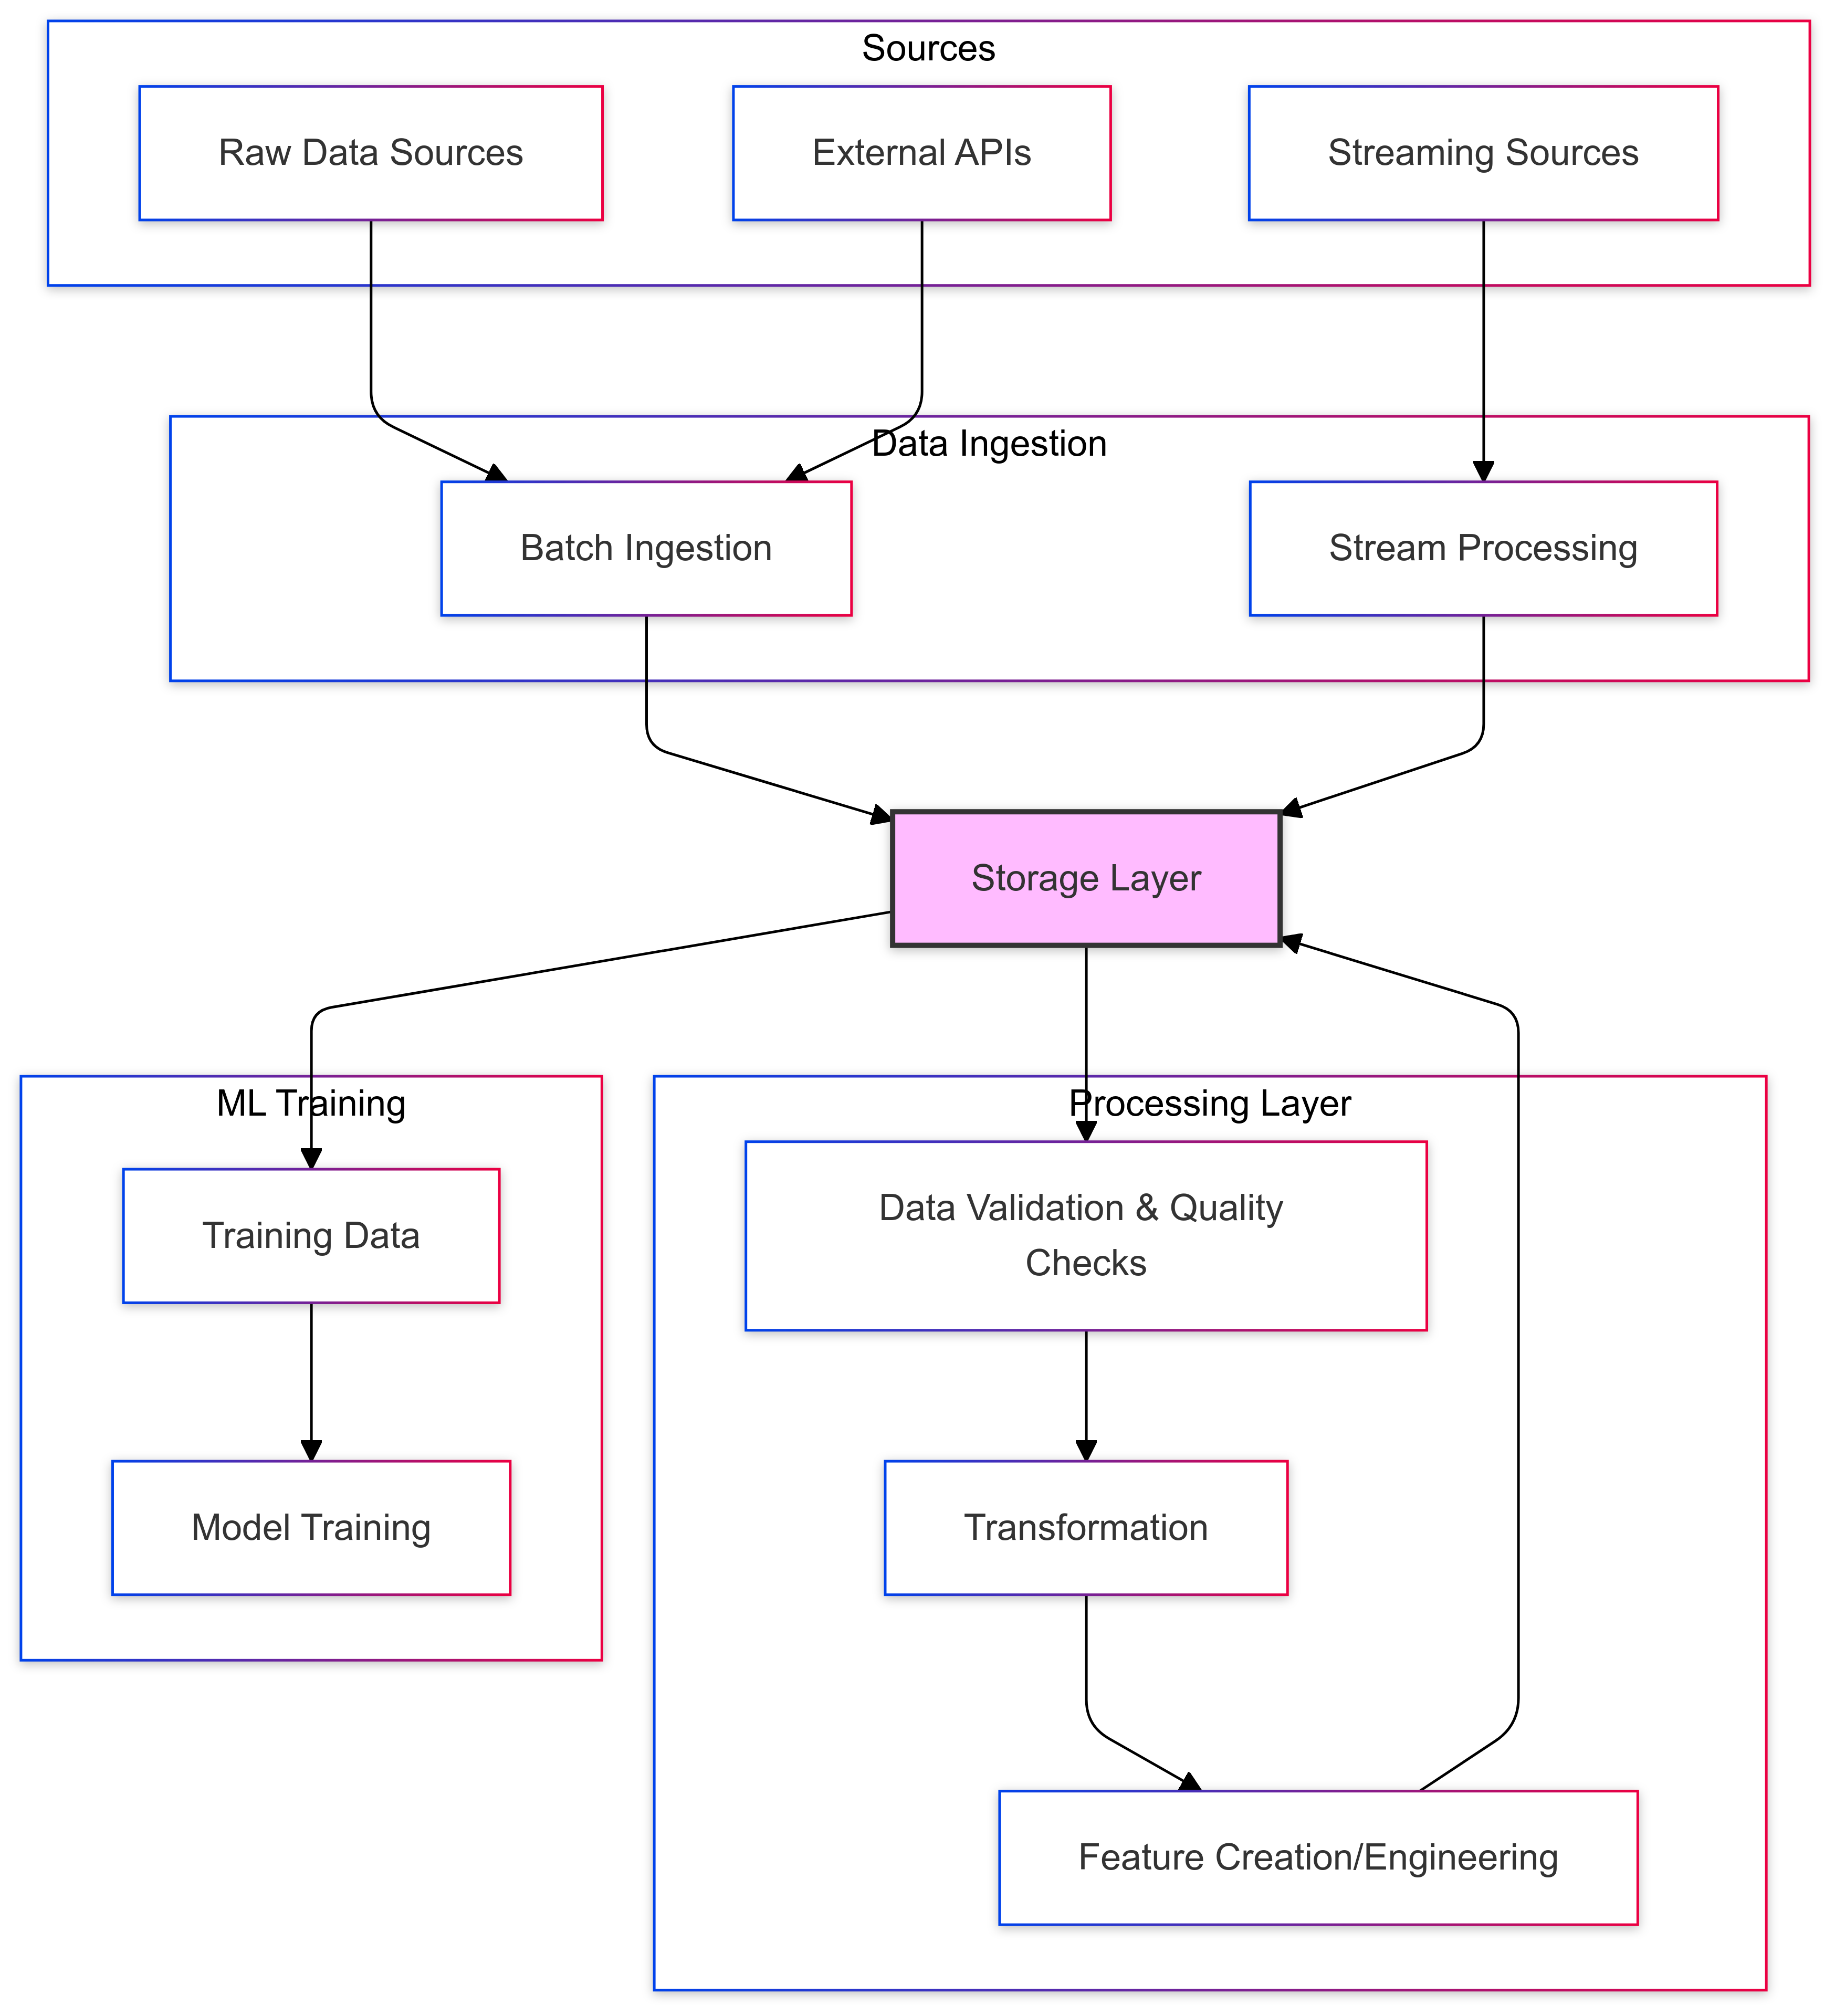 Sources
Raw Data Sources
External APIs
Streaming Sources
Data Ingestion
Batch Ingestion
Stream Processing
Storage Layer
ML Training
Training Data
Model Training
Processing Layer
Data Validation & Quality
Checks
Transformation
Feature Creation/Engineering